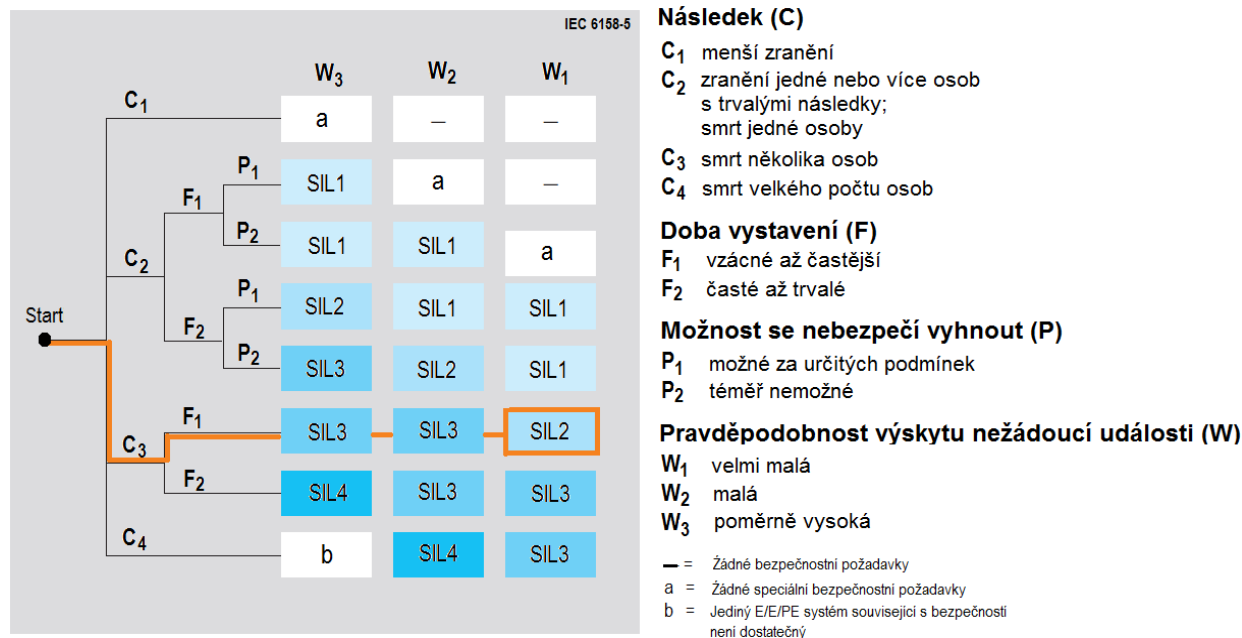 IEC 6158-5
W3 W2 W1
C1
a – –
P1
SIL1 a –
F1
P2
SIL1 SIL1 a
C2
P1
SIL2 SIL1 SIL1
Start
F2
P2
SIL3 SIL2 SIL1
F1
SIL3 SIL3 SIL2
C3
F2
SIL4 SIL3 SIL3
C4
b SIL4 SIL3
Následek (C)
C1 menší zranění
C2 zranění jedné nebo více osob
s trvalými následky;
smrt jedné osoby
C3 smrt několika osob
C4 smrt velkého počtu osob
Doba vystavení (F)
F1 vzácné až častější
F2 časté až trvalé
Možnost se nebezpečí vyhnout (P)
P1 možné za určitých podmínek
P2 téměř nemožné
Pravděpodobnost výskytu nežádoucí události (W)
W1 velmi malá
W2 malá
W3 poměrně vysoká
– = Žádné bezpečnostní požadavky
a = Žádné speciální bezpečnostní požadavky
b = Jediný E/E/PE systém souvisejici s bezpečnosti
není dostatečný